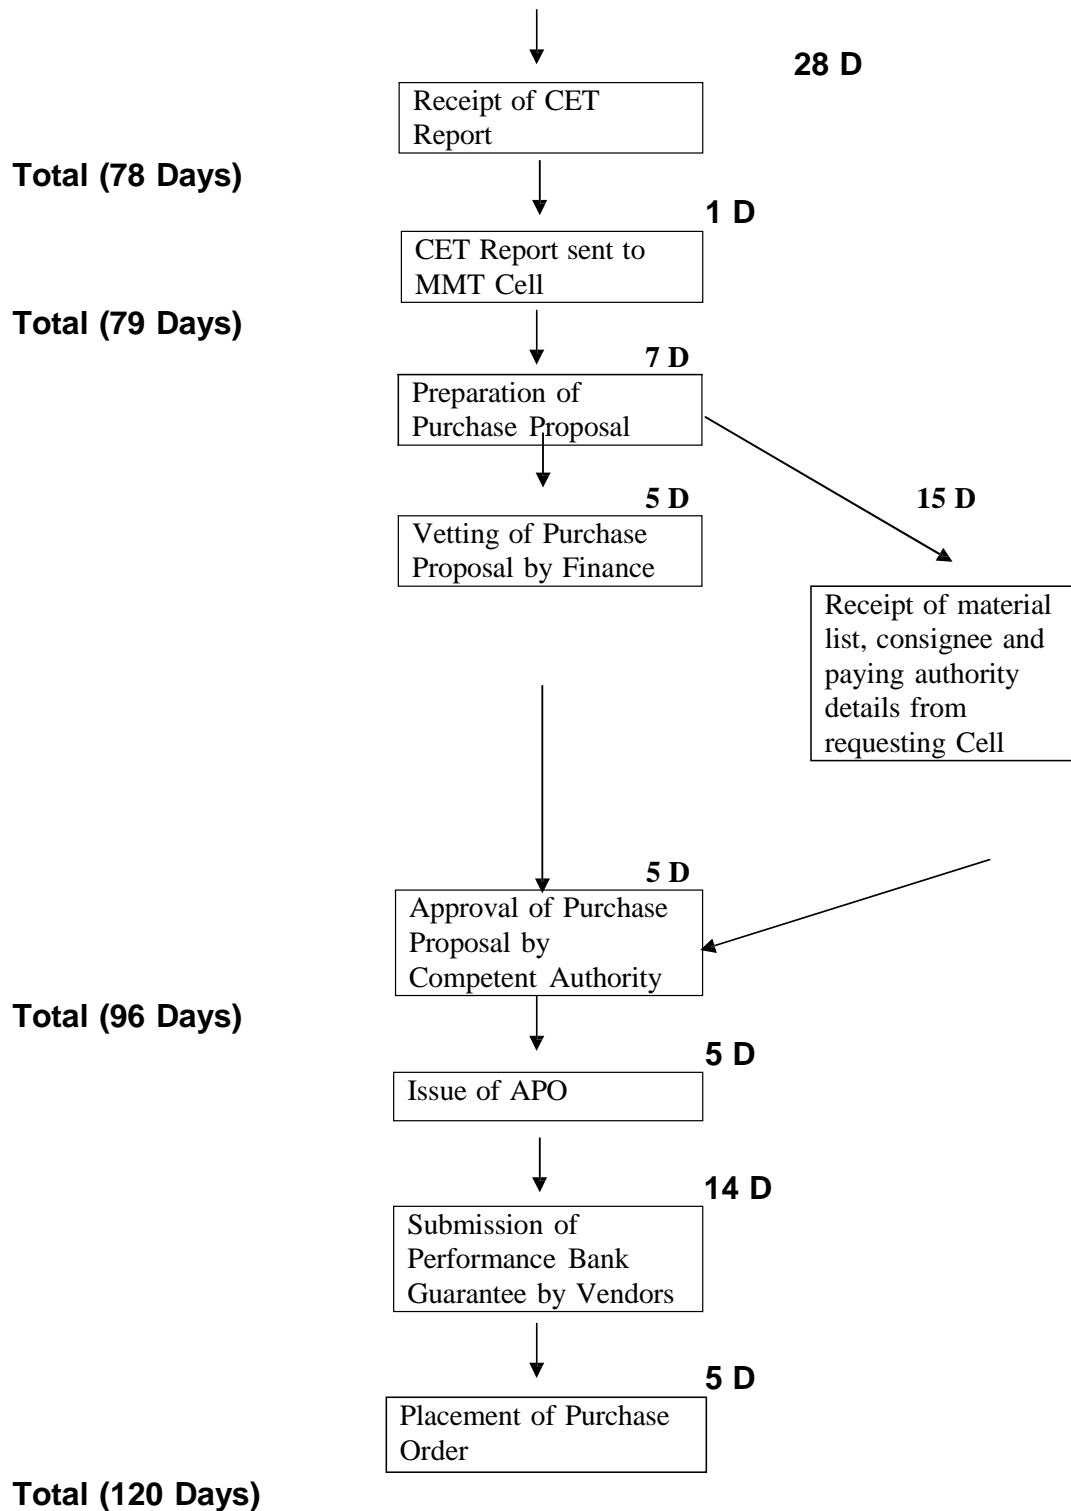 28 D
Receipt of CET
Report
Total (78 Days)
1 D
CET Report sent to
MMT Cell
Total (79 Days)
7 D
Preparation of
Purchase Proposal
5 D
15 D
Vetting of Purchase
Proposal by Finance
Receipt of material
list, consignee and
paying authority
details from
requesting Cell
5 D
Approval of Purchase
Proposal by
Competent Authority
Total (96 Days)
5 D
Issue of APO
14 D
Submission of
Performance Bank
Guarantee by Vendors
5 D
Placement of Purchase
Order
Total (120 Days)